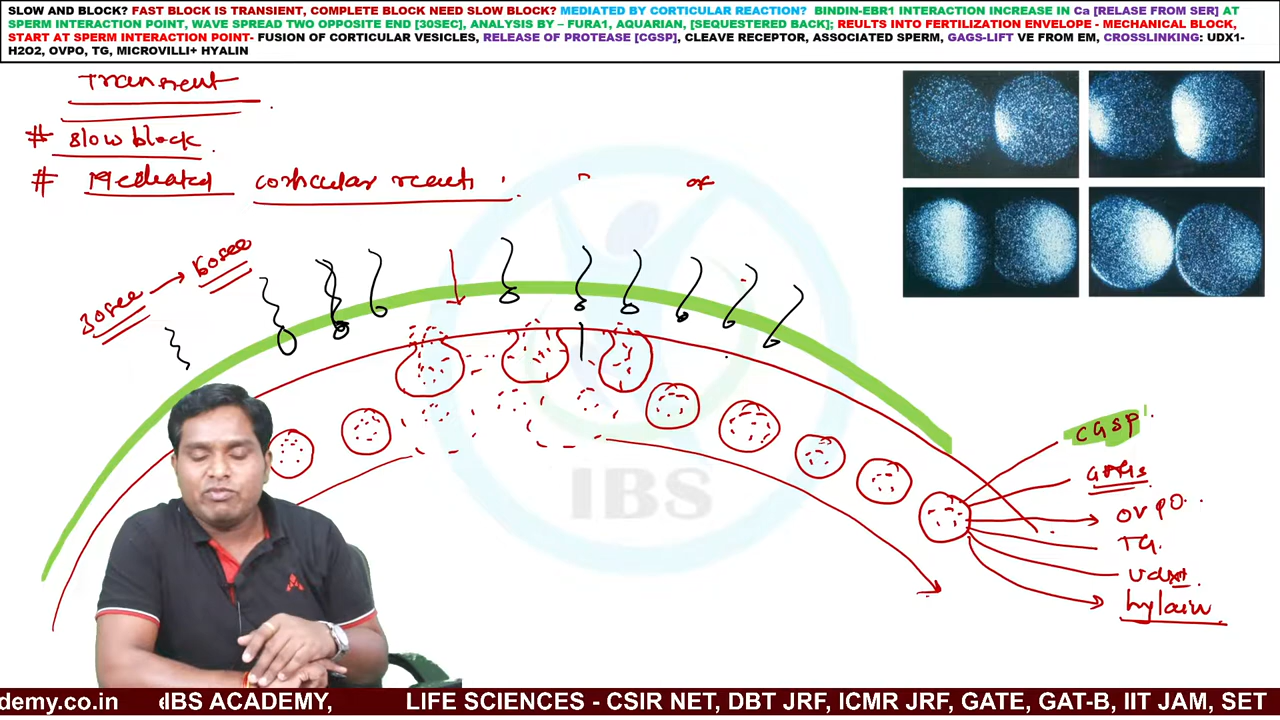 SLOW AND BLOCK? FAST BLOCK IS TRANSIENT, COMPLETE BLOCK NEED SLOW BLOCK? MEDIATED BY CORTICULAR REACTION? BINDIN-EBR1 INTERACTION INCREASE IN Ca [RELASE FROM SER] AT
SPERM INTERACTION POINT, WAVE SPREAD TWO OPPOSITE END [30SEC], ANALYSIS BY – FURA1, AQUARIAN, [SEQUESTERED BACK]; REULTS INTO FERTILIZATION ENVELOPE - MECHANICAL BLOCK,
START AT SPERM INTERACTION POINT- FUSION OF CORTICAL VESICLES, RELEASE OF PROTEASE [CGSP], CLEAVE RECEPTOR, ASSOCIATED SPERM, GAGS-LIFT VE FROM EM, CROSSLINKING: UDX1-
H2O2, OVPO, TG, MICROVILLI+ HYALIN
Transient
# slow block
# Mediated corticular reacti
of
30sec → 60sec
CGSP
GAGs
OVPO
TG.
Udx1
hylain
IBS
demy.co.in IBS ACADEMY, LIFE SCIENCES - CSIR NET, DBT JRF, ICMR JRF, GATE, GAT-B, IIT JAM, SET